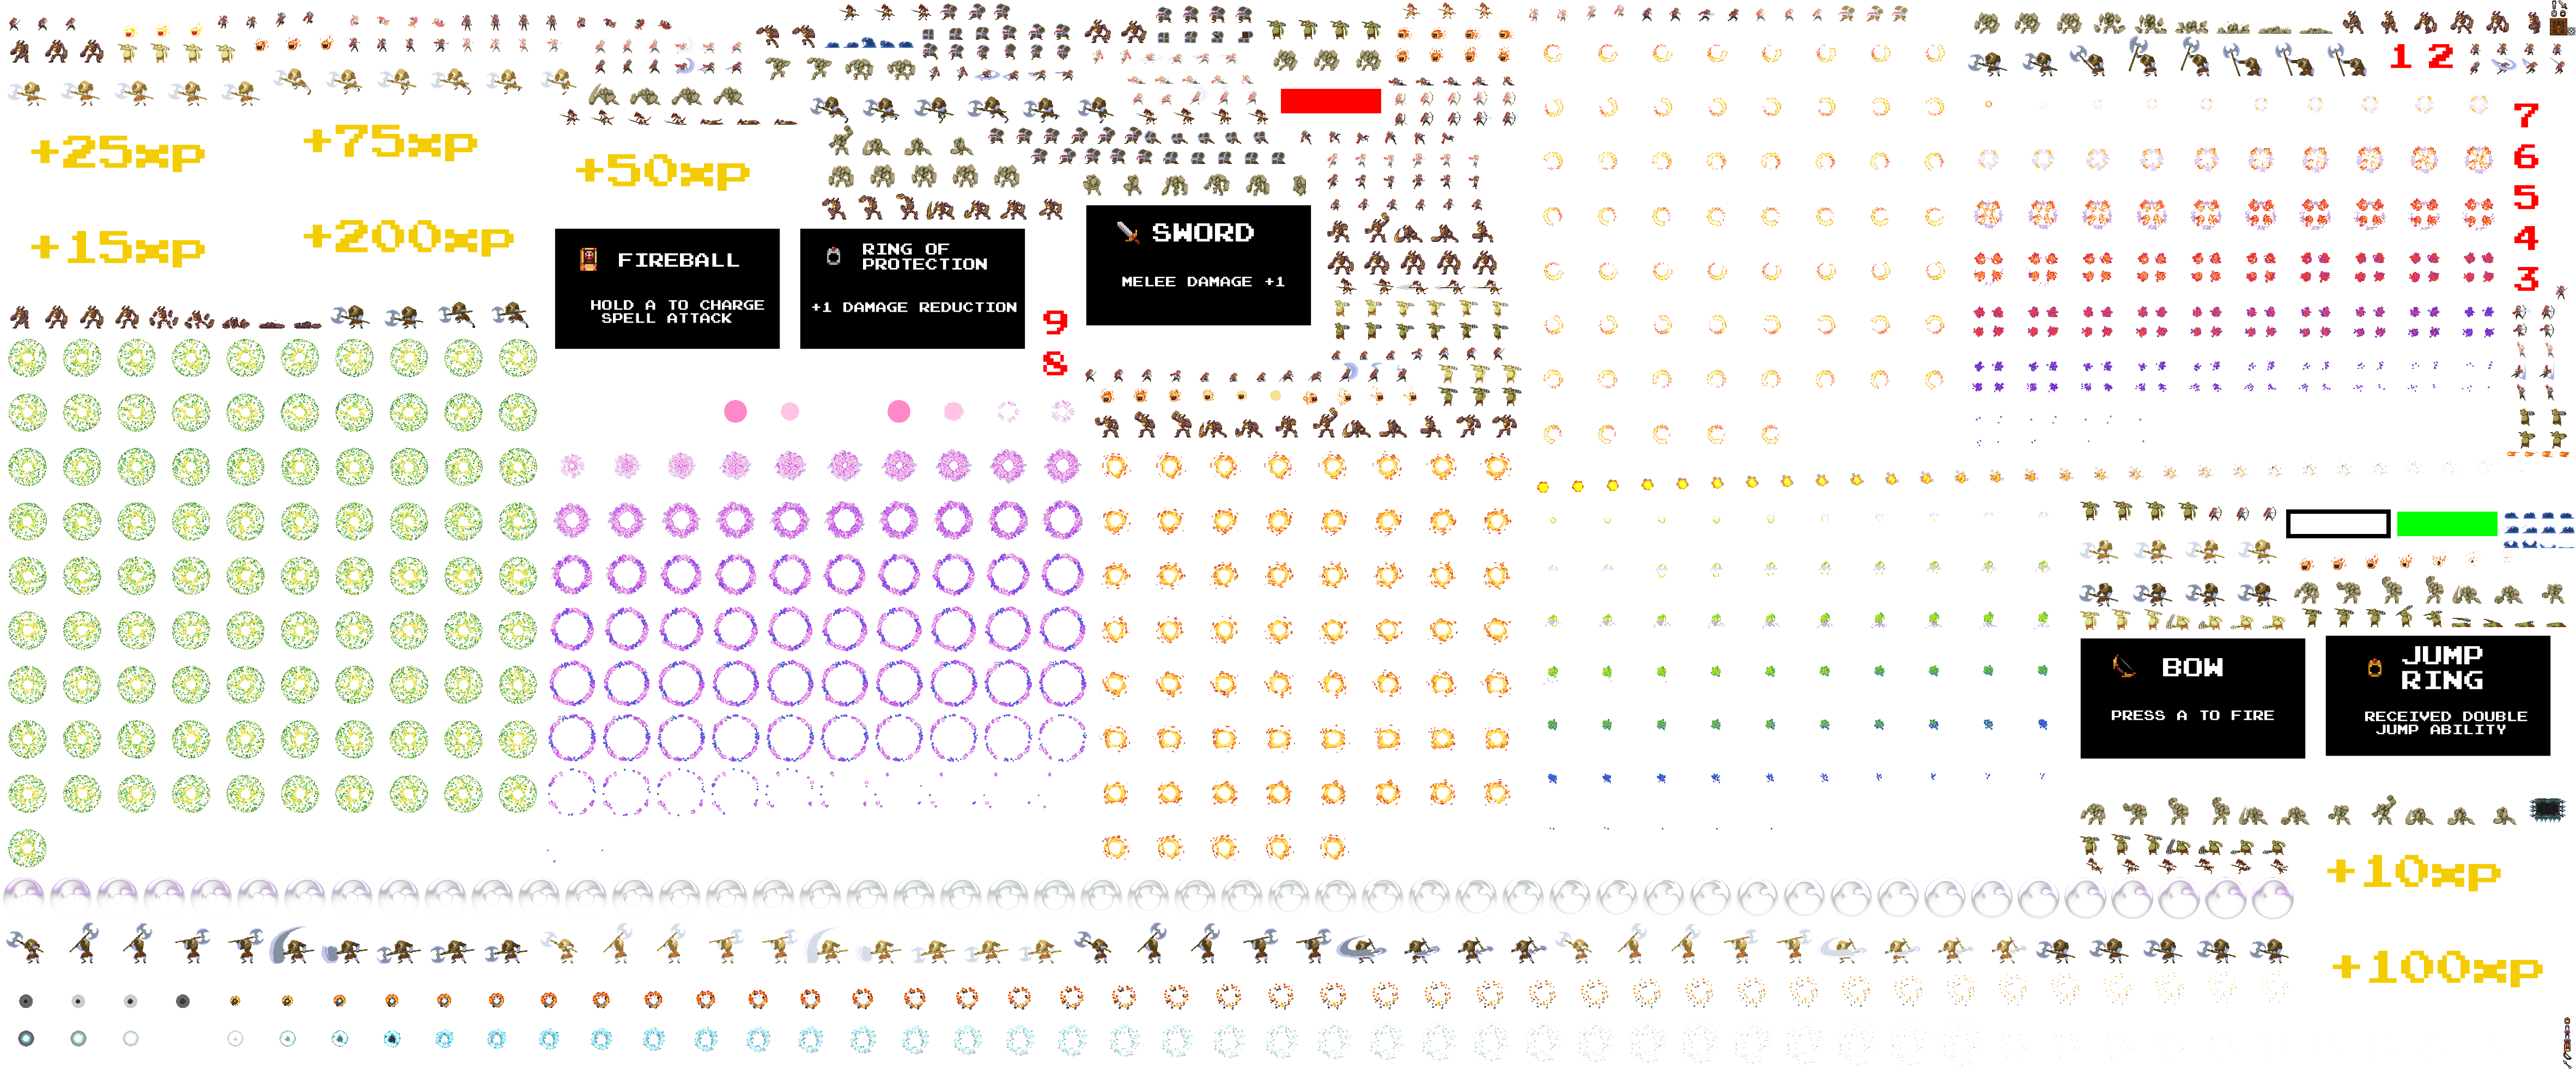 1 2
7
6
5
4
3
+25xp
+75xp
+50xp
+15xp
+200xp
FIREBALL
HOLD A TO CHARGE
SPELL ATTACK
RING OF
PROTECTION
+1 DAMAGE REDUCTION
9
8
SWORD
MELEE DAMAGE +1
BOW
PRESS A TO FIRE
JUMP
RING
RECEIVED DOUBLE
JUMP ABILITY
+10xp
+100xp